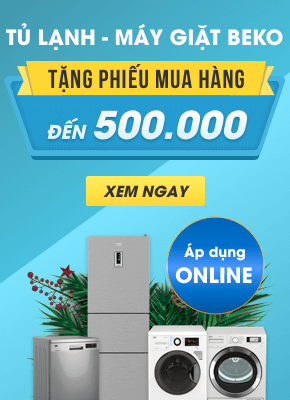 TỦ LẠNH - MÁY GIẶT BEKO
TẶNG PHIẾU MUA HÀNG
ĐẾN 500.000
XEM NGAY
Áp dụng
ONLINE